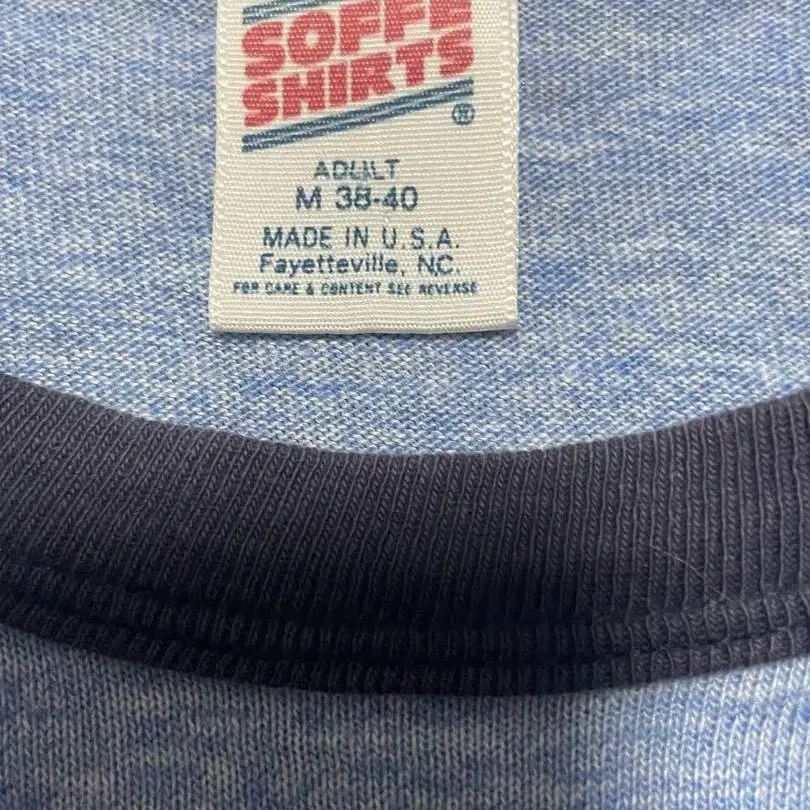 SOFFE
SHIRTS
®
ADULT
M 38-40
MADE IN U.S.A.
Fayetteville, NC.
FOR CARE & CONTENT SEE REVERSE